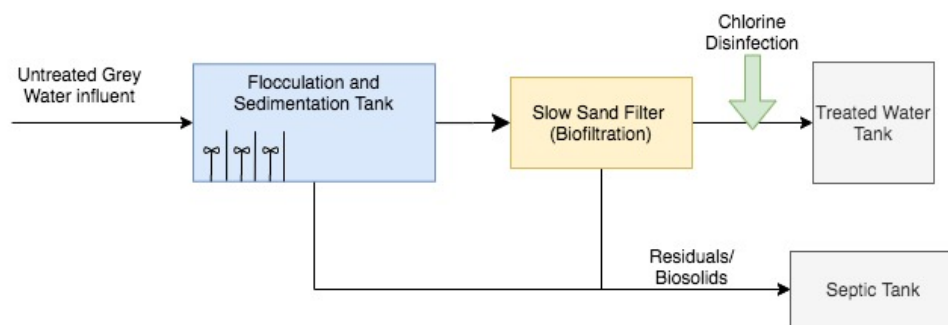 Chlorine
Disinfection
Untreated Grey
Water influent
Flocculation and
Sedimentation Tank
Slow Sand Filter
(Biofiltration)
Treated Water
Tank
Residuals/
Biosolids
Septic Tank